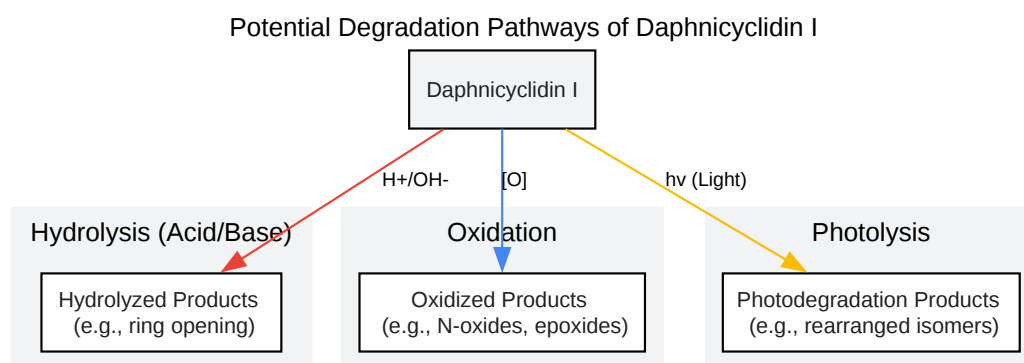 Potential Degradation Pathways of Daphnicyclidin I
Daphnicyclidin I
H+/OH-
[O]
hv (Light)
Hydrolysis (Acid/Base)
Oxidation
Photolysis
Hydrolyzed Products
(e.g., ring opening)
Oxidized Products
(e.g., N-oxides, epoxides)
Photodegradation Products
(e.g., rearranged isomers)